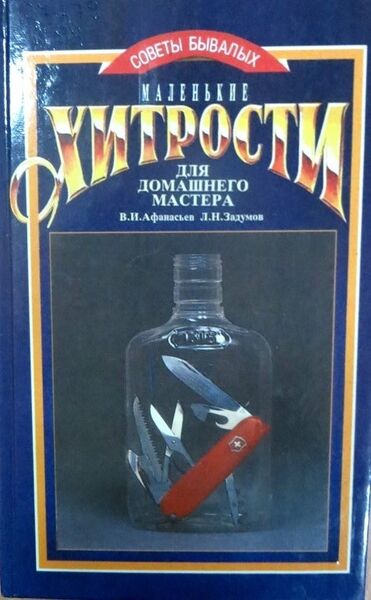 СОВЕТЫ БЫВАЛЫХ
МАЛЕНЬКИЕ
ХИТРОСТИ
ДЛЯ
ДОМАШНЕГО
МАСТЕРА
В.И.Афанасьев Л.Н.Задумов